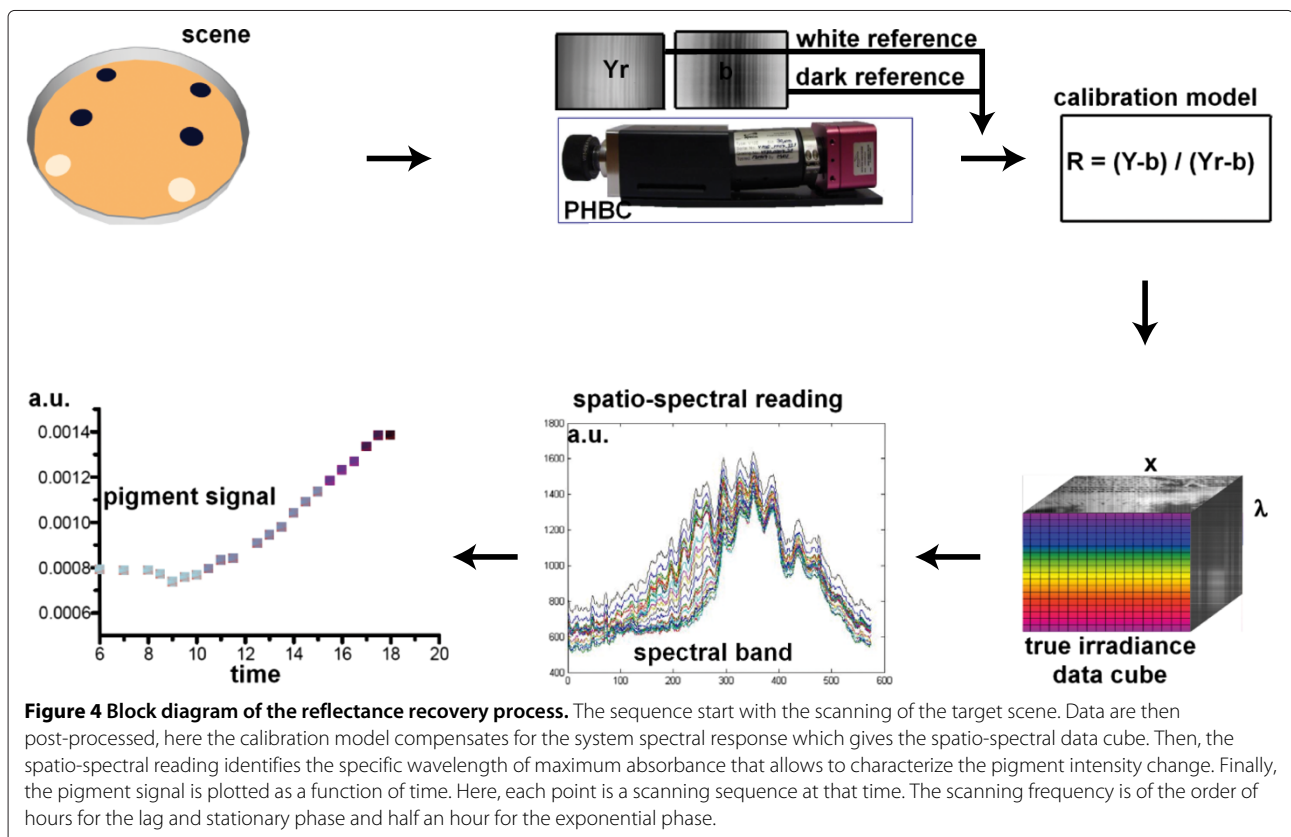 scene
Yr
b
white reference
dark reference
PHBC
calibration model
R = (Y-b) / (Yr-b)
a.u.
0.0014
0.0012
0.0010
0.0008
0.0006
pigment signal
6 8 10 12 14 16 18 20
time
spatio-spectral reading
a.u.
1800
1600
1400
1200
1000
800
600
400
spectral band
0 100 200 300 400 500 600
x
λ
true irradiance
data cube
Figure 4 Block diagram of the reflectance recovery process. The sequence start with the scanning of the target scene. Data are then
post-processed, here the calibration model compensates for the system spectral response which gives the spatio-spectral data cube. Then, the
spatio-spectral reading identifies the specific wavelength of maximum absorbance that allows to characterize the pigment intensity change. Finally,
the pigment signal is plotted as a function of time. Here, each point is a scanning sequence at that time. The scanning frequency is of the order of
hours for the lag and stationary phase and half an hour for the exponential phase.